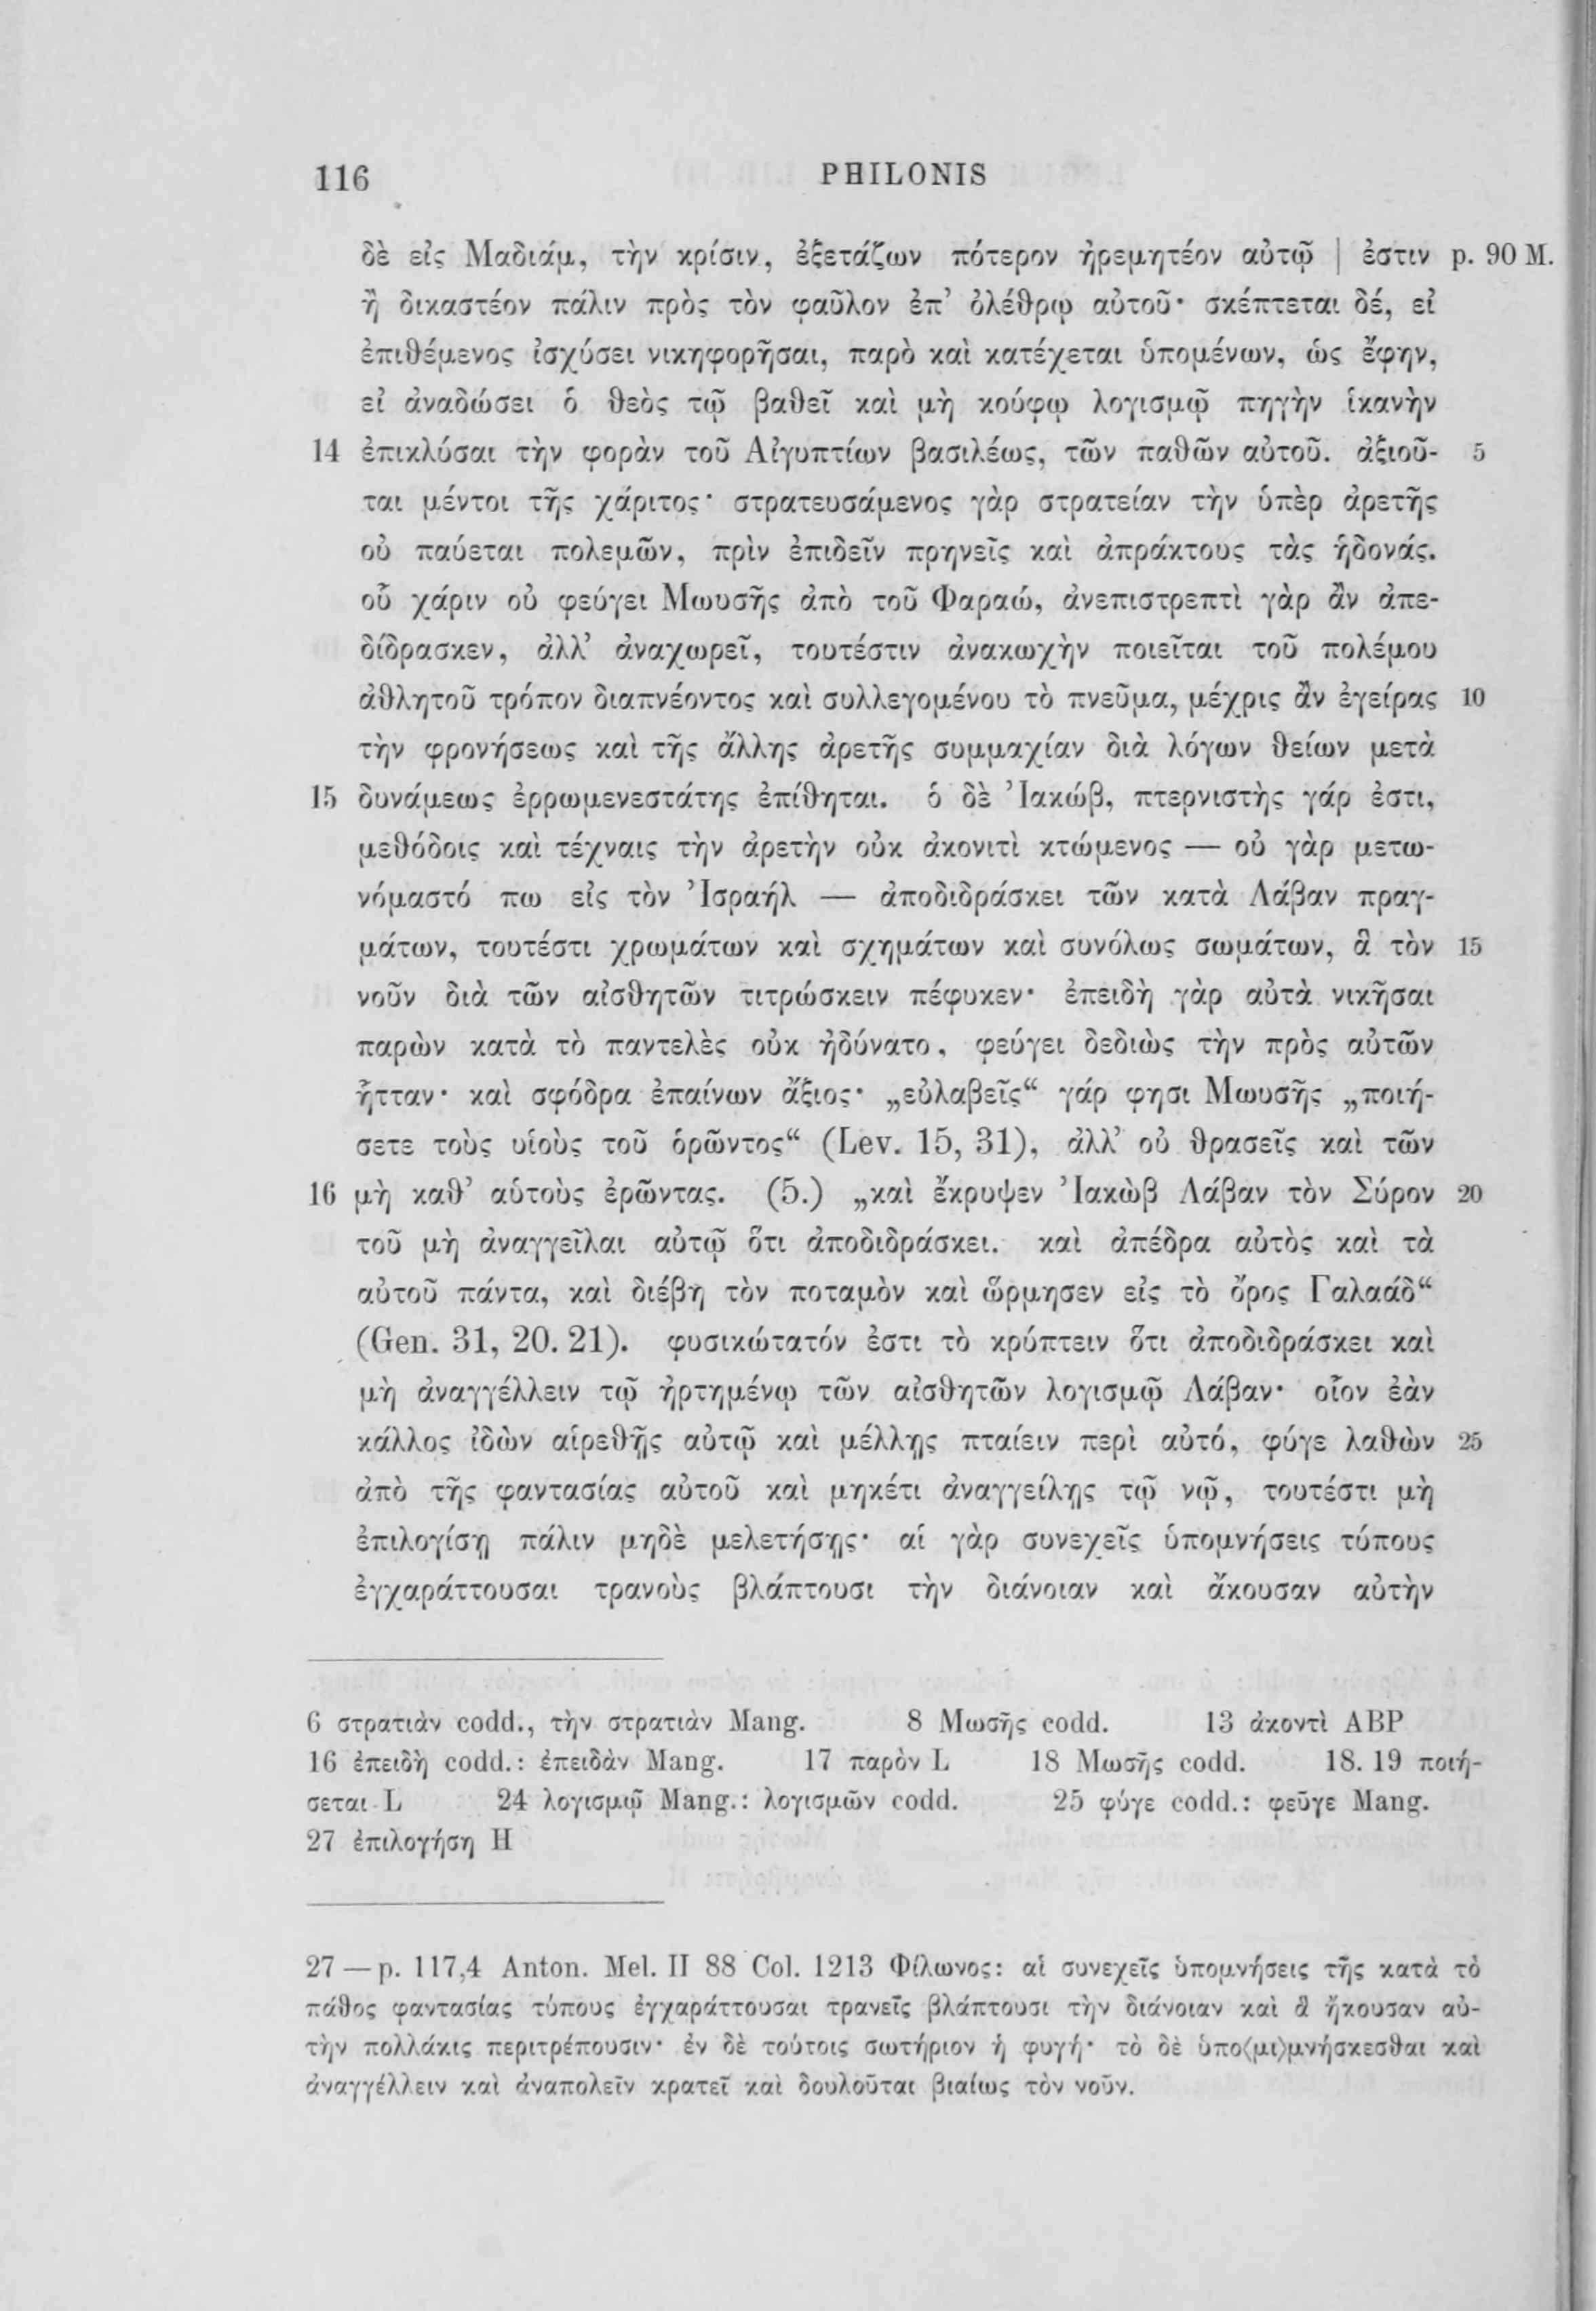 116 PHILONIS
δὲ εἰς Μαδιάμ, τὴν κρίσιν, ἐξετάζων πότερον ἠρεμητέον αὐτῷ | ἐστιν p. 90 M.
ἢ δικαστέον πάλιν πρὸς τὸν φαῦλον ἐπ’ ὀλέθρῳ αὐτοῦ· σκέπτεται δέ, εἰ
ἐπιθέμενος ἰσχύσει νικηφορῆσαι, παρὸ καὶ κατέχεται ὑπομένων, ὡς ἔφην,
εἰ ἀναδώσει ὁ θεὸς τῷ βαθεῖ καὶ μὴ κούφῳ λογισμῷ πηγὴν ἱκανὴν
14 ἐπικλύσαι τὴν φορὰν τοῦ Αἰγυπτίων βασιλέως, τῶν παθῶν αὐτοῦ. ἀξιοῦ- 5
ται μέντοι τῆς χάριτος· στρατευσάμενος γὰρ στρατείαν τὴν ὑπὲρ ἀρετῆς
οὐ παύεται πολεμῶν, πρὶν ἐπιδεῖν πρηνεῖς καὶ ἀπράκτους τὰς ἡδονάς.
οὗ χάριν οὐ φεύγει Μωυσῆς ἀπὸ τοῦ Φαραώ, ἀνεπιστρεπτὶ γὰρ ἂν ἀπε-
δίδρασκεν, ἀλλ’ ἀναχωρεῖ, τουτέστιν ἀνακωχὴν ποιεῖται τοῦ πολέμου
ἀθλητοῦ τρόπον διαπνέοντος καὶ συλλεγομένου τὸ πνεῦμα, μέχρις ἂν ἐγείρας 10
τὴν φρονήσεως καὶ τῆς ἄλλης ἀρετῆς συμμαχίαν διὰ λόγων θείων μετὰ
15 δυνάμεως ἐρρωμενεστάτης ἐπίθηται. ὁ δὲ Ἰακώβ, πτερνιστὴς γάρ ἐστι,
μεθόδοις καὶ τέχναις τὴν ἀρετὴν οὐκ ἀκονιτὶ κτώμενος — οὐ γὰρ μετω-
νόμαστό πω εἰς τὸν Ἰσραήλ — ἀποδιδράσκει τῶν κατὰ Λάβαν πραγ-
μάτων, τουτέστι χρωμάτων καὶ σχημάτων καὶ συνόλως σωμάτων, ἃ τὸν 15
νοῦν διὰ τῶν αἰσθητῶν τιτρώσκειν πέφυκεν· ἐπειδὴ γὰρ αὐτὰ νικῆσαι
παρὼν κατὰ τὸ παντελὲς οὐκ ἠδύνατο, φεύγει δεδιὼς τὴν πρὸς αὐτῶν
ἧτταν· καὶ σφόδρα ἐπαίνων ἄξιος· „εὐλαβεῖς“ γάρ φησι Μωυσῆς „ποιή-
σετε τοὺς υἱοὺς τοῦ ὁρῶντος“ (Lev. 15, 31), ἀλλ’ οὐ θρασεῖς καὶ τῶν
16 μὴ καθ’ αὑτοὺς ἐρῶντας. (5.) „καὶ ἔκρυψεν Ἰακὼβ Λάβαν τὸν Σύρον 20
τοῦ μὴ ἀναγγεῖλαι αὐτῷ ὅτι ἀποδιδράσκει. καὶ ἀπέδρα αὐτὸς καὶ τὰ
αὐτοῦ πάντα, καὶ διέβη τὸν ποταμὸν καὶ ὥρμησεν εἰς τὸ ὄρος Γαλαάδ“
(Gen. 31, 20. 21). φυσικώτατόν ἐστι τὸ κρύπτειν ὅτι ἀποδιδράσκει καὶ
μὴ ἀναγγέλλειν τῷ ἠρτημένῳ τῶν αἰσθητῶν λογισμῷ Λάβαν· οἷον ἐὰν
κάλλος ἰδὼν αἱρεθῇς αὐτῷ καὶ μέλλῃς πταίειν περὶ αὐτό, φύγε λαθὼν 25
ἀπὸ τῆς φαντασίας αὐτοῦ καὶ μηκέτι ἀναγγείλῃς τῷ νῷ, τουτέστι μὴ
ἐπιλογίσῃ πάλιν μηδὲ μελετήσῃς· αἱ γὰρ συνεχεῖς ὑπομνήσεις τύπους
ἐγχαράττουσαι τρανοὺς βλάπτουσι τὴν διάνοιαν καὶ ἄκουσαν αὐτὴν
6 στρατιὰν codd., τὴν στρατιὰν Mang. 8 Μωσῆς codd. 13 ἀκοντὶ ABP
16 ἐπειδὴ codd.: ἐπειδὰν Mang. 17 παρὸν L 18 Μωσῆς codd. 18. 19 ποιή-
σεται L 24 λογισμῷ Mang.: λογισμῶν codd. 25 φύγε codd.: φεῦγε Mang.
27 ἐπιλογήση H
27 — p. 117,4 Anton. Mel. II 88 Col. 1213 Φίλωνος: αἱ συνεχεῖς ὑπομνήσεις τῆς κατὰ τὸ
πάθος φαντασίας τύπους ἐγχαράττουσαι τρανεῖς βλάπτουσι τὴν διάνοιαν καὶ ἃ ἤκουσαν αὐ-
τὴν πολλάκις περιτρέπουσιν· ἐν δὲ τούτοις σωτήριον ἡ φυγή· τὸ δὲ ὑπο⟨μι⟩μνήσκεσθαι καὶ
ἀναγγέλλειν καὶ ἀναπολεῖν κρατεῖ καὶ δουλοῦται βιαίως τὸν νοῦν.